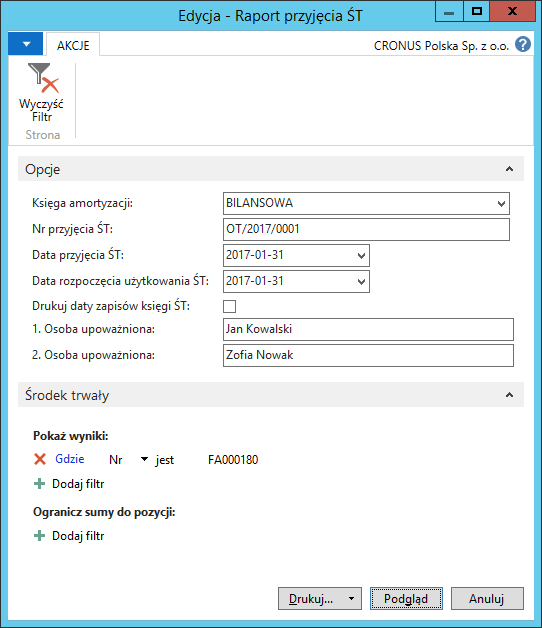 Edycja - Raport przyjęcia ŚT
AKCJE
CRONUS Polska Sp. z o.o.
Wyczyść
Filtr
Strona
Opcje
Księga amortyzacji: BILANSOWA
Nr przyjęcia ŚT: OT/2017/0001
Data przyjęcia ŚT: 2017-01-31
Data rozpoczęcia użytkowania ŚT: 2017-01-31
Drukuj daty zapisów księgi ŚT:
1. Osoba upoważniona: Jan Kowalski
2. Osoba upoważniona: Zofia Nowak
Środek trwały
Pokaż wyniki:
Gdzie Nr jest FA000180
Dodaj filtr
Ogranicz sumy do pozycji:
Dodaj filtr
Drukuj... Podgląd Anuluj